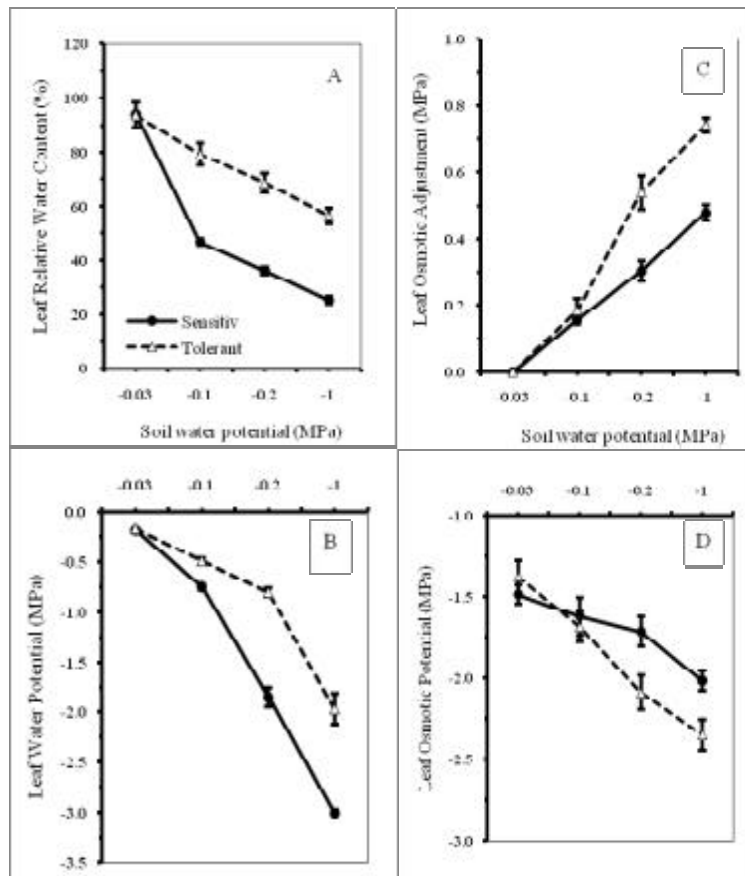 A
120
100
80
60
40
20
0
Leaf Relative Water Content (%)
Sensitiv
Tolerant
-0.03 -0.1 -0.2 -1
Soil water potential (MPa)
C
1.0
0.8
0.6
0.4
0.2
0.0
Leaf Osmotic Adjustment (MPa)
0.03 0.1 0.2 1
Soil water potential (MPa)
B
-0.03 -0.1 -0.2 -1
0.0
-0.5
-1.0
-1.5
-2.0
-2.5
-3.0
-3.5
Leaf Water Potential (MPa)
D
-0.03 -0.1 -0.2 -1
-1.0
-1.5
-2.0
-2.5
-3.0
Leaf Osmotic Potential (MPa)